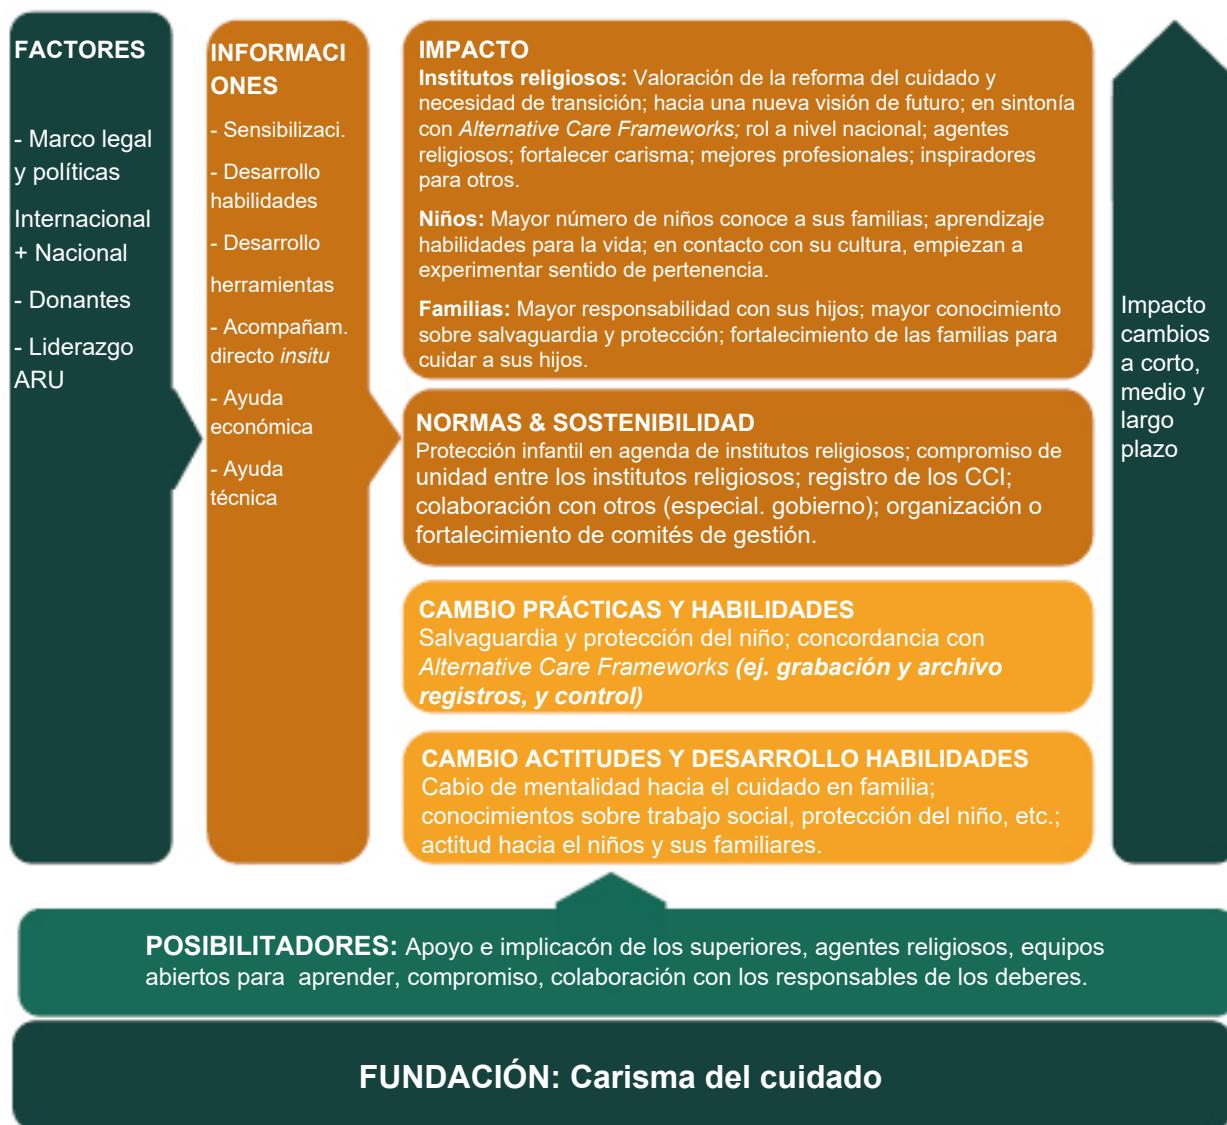 FACTORES
- Marco legal
y políticas
Internacional
+ Nacional
- Donantes
- Liderazgo
ARU
INFORMACI
ONES
- Sensibilizaci.
- Desarrollo
habilidades
- Desarrollo
herramientas
- Acompañam.
directo insitu
- Ayuda
económica
- Ayuda
técnica
IMPACTO
Institutos religiosos: Valoración de la reforma del cuidado y
necesidad de transición; hacia una nueva visión de futuro; en sintonía
con Alternative Care Frameworks; rol a nivel nacional; agentes
religiosos; fortalecer carisma; mejores profesionales; inspiradores
para otros.
Niños: Mayor número de niños conoce a sus familias; aprendizaje
habilidades para la vida; en contacto con su cultura, empiezan a
experimentar sentido de pertenencia.
Familias: Mayor responsabilidad con sus hijos; mayor conocimiento
sobre salvaguardia y protección; fortalecimiento de las familias para
cuidar a sus hijos.
NORMAS & SOSTENIBILIDAD
Protección infantil en agenda de institutos religiosos; compromiso de
unidad entre los institutos religiosos; registro de los CCI;
colaboración con otros (especial. gobierno); organización o
fortalecimiento de comités de gestión.
CAMBIO PRÁCTICAS Y HABILIDADES
Salvaguardia y protección del niño; concordancia con
Alternative Care Frameworks (ej. grabación y archivo
registros, y control)
CAMBIO ACTITUDES Y DESARROLLO HABILIDADES
Cabio de mentalidad hacia el cuidado en familia;
conocimientos sobre trabajo social, protección del niño, etc.;
actitud hacia el niños y sus familiares.
Impacto
cambios
a corto,
medio y
largo
plazo
POSIBILITADORES: Apoyo e implicacón de los superiores, agentes religiosos, equipos
abiertos para aprender, compromiso, colaboración con los responsables de los deberes.
FUNDACIÓN: Carisma del cuidado